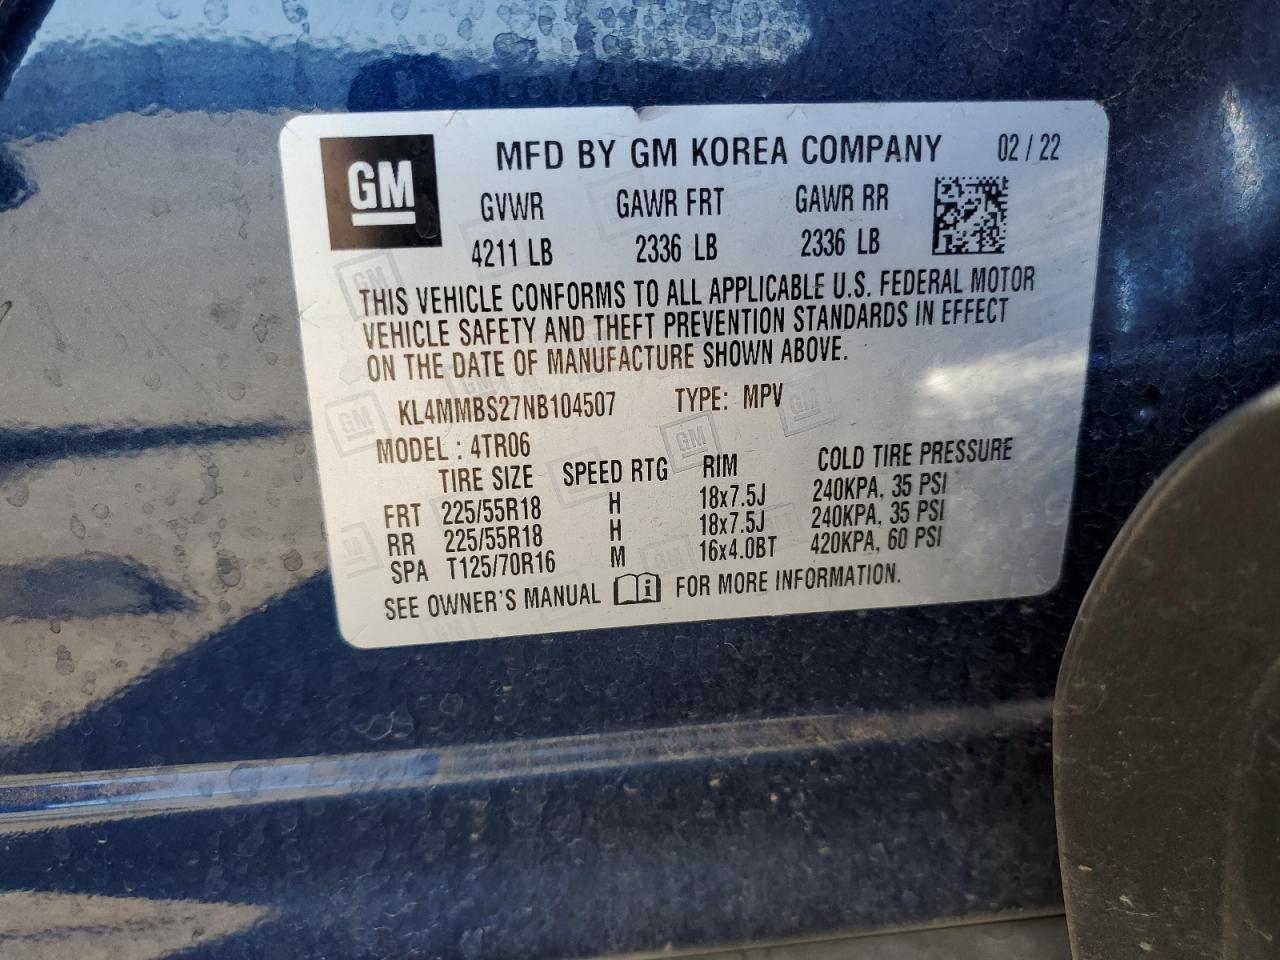 GM
MFD BY GM KOREA COMPANY 02 / 22
GVWR GAWR FRT GAWR RR
4211 LB 2336 LB 2336 LB
THIS VEHICLE CONFORMS TO ALL APPLICABLE U.S. FEDERAL MOTOR
VEHICLE SAFETY AND THEFT PREVENTION STANDARDS IN EFFECT
ON THE DATE OF MANUFACTURE SHOWN ABOVE.
KL4MMBS27NB104507 TYPE: MPV
MODEL : 4TR06
TIRE SIZE SPEED RTG RIM COLD TIRE PRESSURE
FRT 225/55R18 H 18x7.5J 240KPA, 35 PSI
RR 225/55R18 H 18x7.5J 240KPA, 35 PSI
SPA T125/70R16 M 16x4.0BT 420KPA, 60 PSI
SEE OWNER'S MANUAL i FOR MORE INFORMATION.